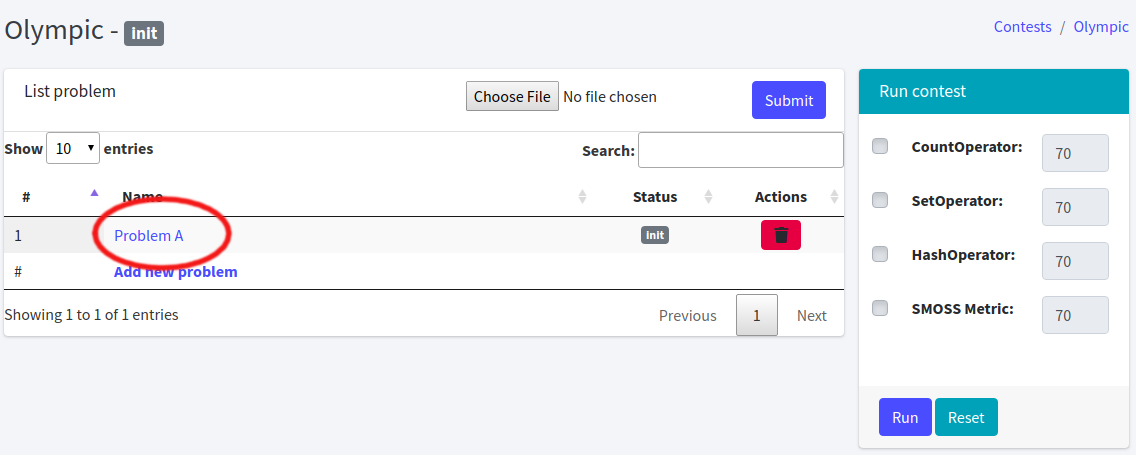 Olympic - init
Contests / Olympic
List problem
Choose File No file chosen
Submit
Show 10 entries
Search:
# Name Status Actions
1 Problem A init
# Add new problem
Showing 1 to 1 of 1 entries
Previous 1 Next
Run contest
CountOperator: 70
SetOperator: 70
HashOperator: 70
SMOSS Metric: 70
Run Reset